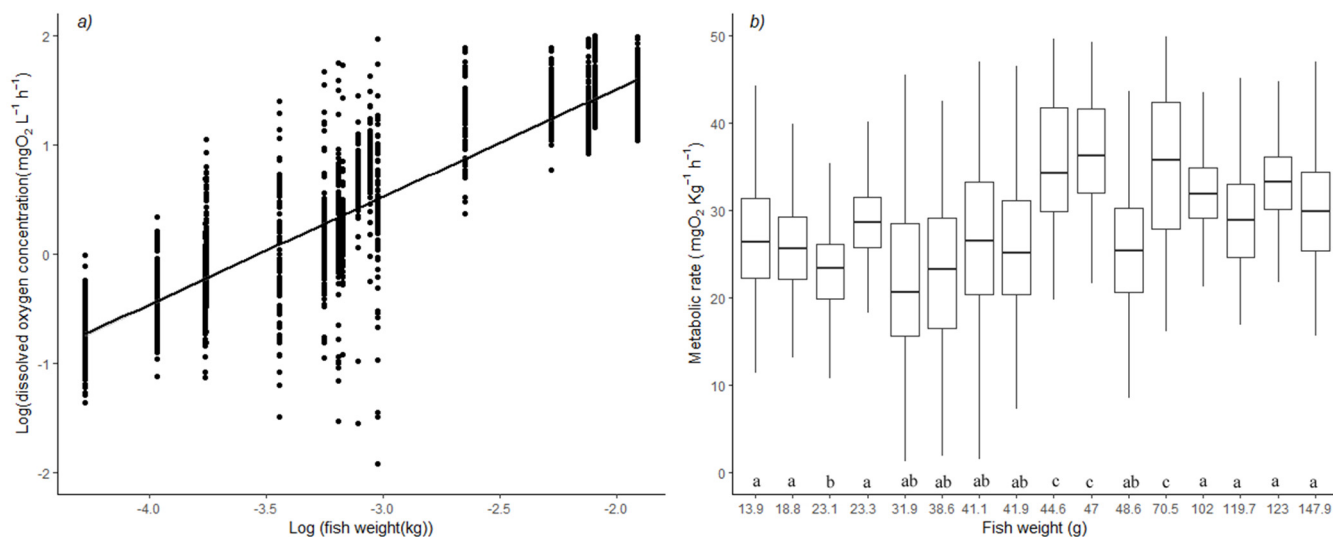 a)
Log(dissolved oxygen concentration(mgO₂ L⁻¹ h⁻¹)
2
1
0
-1
-2
-4.0 -3.5 -3.0 -2.5 -2.0
Log (fish weight(kg))
b)
Metabolic rate (mgO₂ Kg⁻¹ h⁻¹)
50
40
30
20
10
0
a a b a ab ab ab ab c c ab c a a a a
13.9 18.8 23.1 23.3 31.9 38.6 41.1 41.9 44.6 47 48.6 70.5 102 119.7 123 147.9
Fish weight (g)